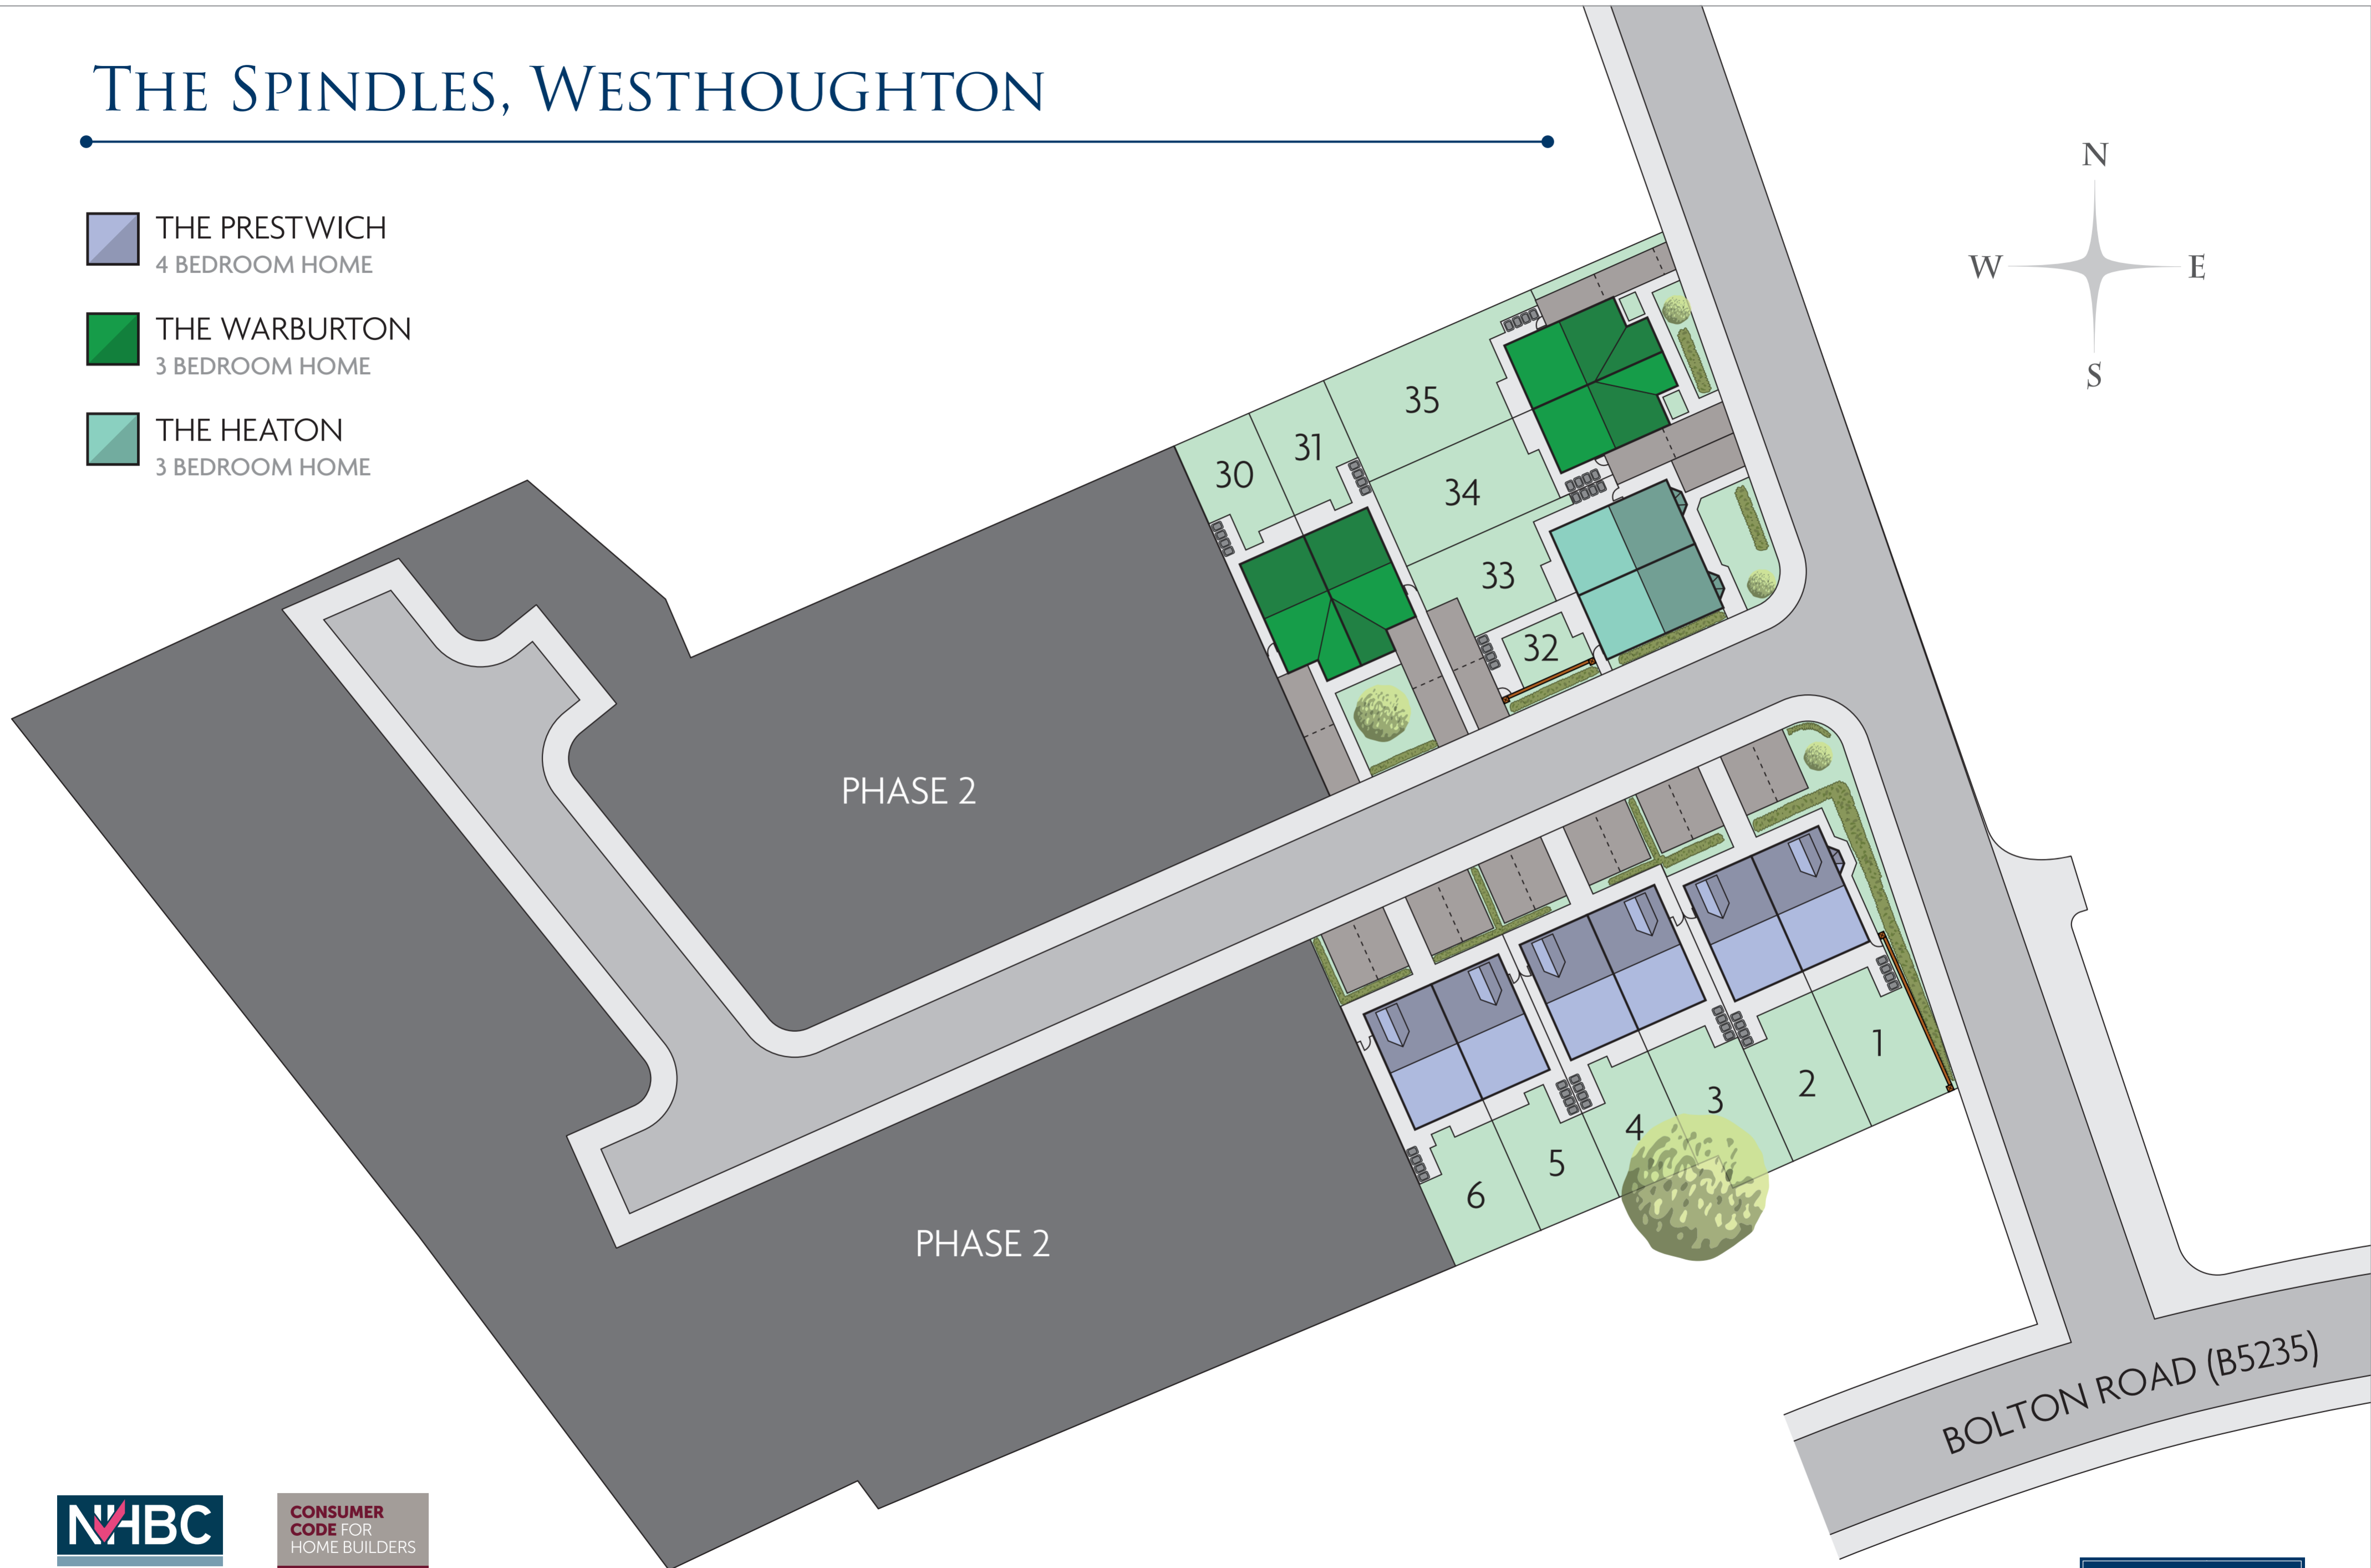 THE SPINDLES, WESTHOUGHTON
N
W
E
S
THE PRESTWICH
4 BEDROOM HOME
THE WARBURTON
3 BEDROOM HOME
THE HEATON
3 BEDROOM HOME
35
31
30
34
33
32
PHASE 2
1
2
3
4
5
6
PHASE 2
BOLTON ROAD (B5235)
NHBC
CONSUMER
CODE FOR
HOME BUILDERS